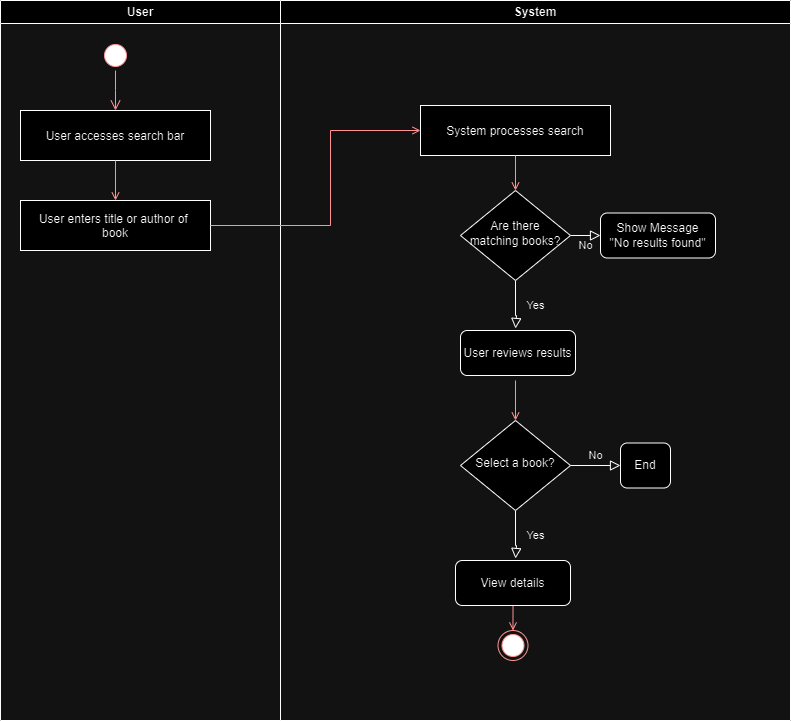 User
System
User accesses search bar
User enters title or author of
book
System processes search
Are there
matching books?
No
Show Message
"No results found"
Yes
User reviews results
Select a book?
No
End
Yes
View details